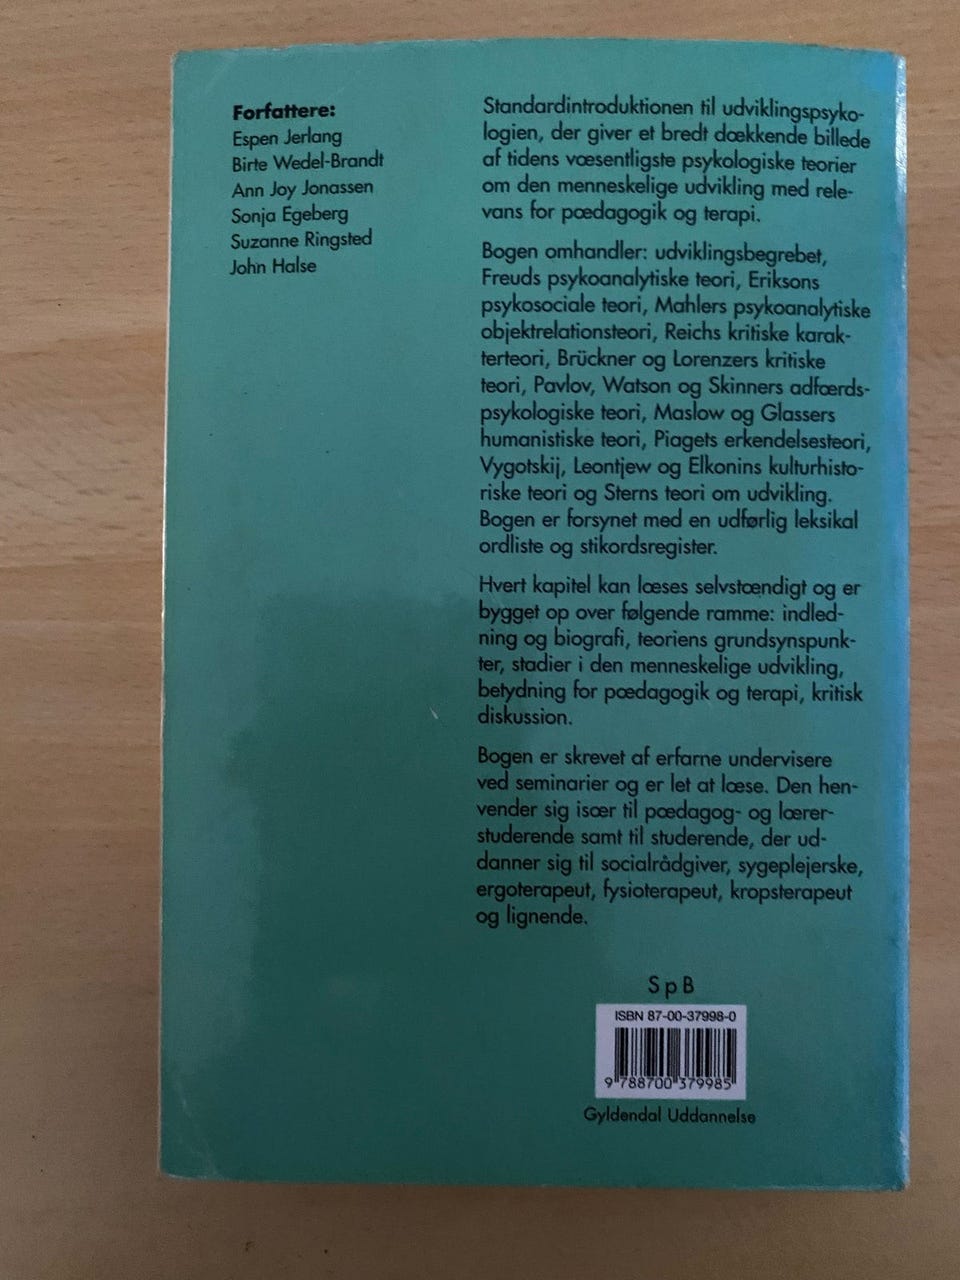 Forfattere:
Espen Jerlang
Birte Wedel-Brandt
Ann Joy Jonassen
Sonja Egeberg
Suzanne Ringsted
John Halse
Standardintroduktionen til udviklingspsyko-
logien, der giver et bredt dækkende billede
af tidens væsentligste psykologiske teorier
om den menneskelige udvikling med rele-
vans for pædagogik og terapi.
Bogen omhandler: udviklingsbegrebet,
Freuds psykoanalytiske teori, Eriksons
psykosociale teori, Mahlers psykoanalytiske
objektrelationsteori, Reichs kritiske karak-
terteori, Brückner og Lorenzers kritiske
teori, Pavlov, Watson og Skinners adfærds-
psykologiske teori, Maslow og Glassers
humanistiske teori, Piagets erkendelsesteori,
Vygotskij, Leontjew og Elkonins kulturhisto-
riske teori og Sterns teori om udvikling.
Bogen er forsynet med en udførlig leksikal
ordliste og stikordsregister.
Hvert kapitel kan læses selvstændigt og er
bygget op over følgende ramme: indled-
ning og biografi, teoriens grundsynspunk-
ter, stadier i den menneskelige udvikling,
betydning for pædagogik og terapi, kritisk
diskussion.
Bogen er skrevet af erfarne undervisere
ved seminarier og er let at læse. Den hen-
vender sig især til pædagog- og lærer-
studerende samt til studerende, der ud-
danner sig til socialrådgiver, sygeplejerske,
ergoterapeut, fysioterapeut, kropsterapeut
og lignende.
SpB
ISBN 87-00-37998-0
9 788700 379985
Gyldendal Uddannelse